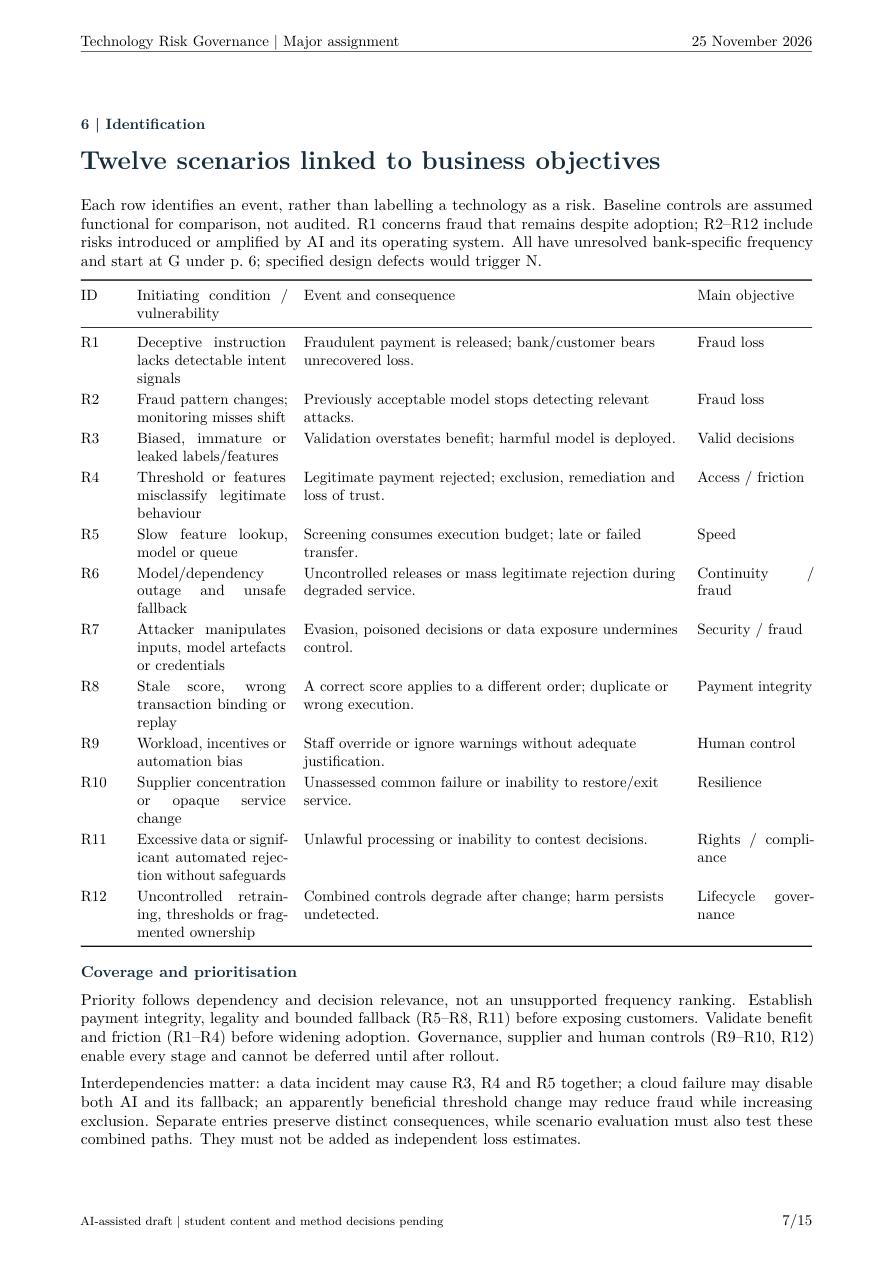 Technology Risk Governance | Major assignment 25 November 2026
6 | Identification
Twelve scenarios linked to business objectives
Each row identifies an event, rather than labelling a technology as a risk. Baseline controls are assumed
functional for comparison, not audited. R1 concerns fraud that remains despite adoption; R2–R12 include
risks introduced or amplified by AI and its operating system. All have unresolved bank-specific frequency
and start at G under p. 6; specified design defects would trigger N.
ID Initiating condition / Event and consequence Main objective
vulnerability
R1 Deceptive instruction Fraudulent payment is released; bank/customer bears Fraud loss
lacks detectable intent unrecovered loss.
signals
R2 Fraud pattern changes; Previously acceptable model stops detecting relevant Fraud loss
monitoring misses shift attacks.
R3 Biased, immature or Validation overstates benefit; harmful model is deployed. Valid decisions
leaked labels/features
R4 Threshold or features Legitimate payment rejected; exclusion, remediation and Access / friction
misclassify legitimate loss of trust.
behaviour
R5 Slow feature lookup, Screening consumes execution budget; late or failed Speed
model or queue transfer.
R6 Model/dependency Uncontrolled releases or mass legitimate rejection during Continuity /
outage and unsafe degraded service. fraud
fallback
R7 Attacker manipulates Evasion, poisoned decisions or data exposure undermines Security / fraud
inputs, model artefacts control.
or credentials
R8 Stale score, wrong A correct score applies to a different order; duplicate or Payment integrity
transaction binding or wrong execution.
replay
R9 Workload, incentives or Staff override or ignore warnings without adequate Human control
automation bias justification.
R10 Supplier concentration Unassessed common failure or inability to restore/exit Resilience
or opaque service service.
change
R11 Excessive data or signif- Unlawful processing or inability to contest decisions. Rights / compli-
icant automated rejec- ance
tion without safeguards
R12 Uncontrolled retrain- Combined controls degrade after change; harm persists Lifecycle gover-
ing, thresholds or frag- undetected. nance
mented ownership
Coverage and prioritisation
Priority follows dependency and decision relevance, not an unsupported frequency ranking. Establish
payment integrity, legality and bounded fallback (R5–R8, R11) before exposing customers. Validate benefit
and friction (R1–R4) before widening adoption. Governance, supplier and human controls (R9–R10, R12)
enable every stage and cannot be deferred until after rollout.
Interdependencies matter: a data incident may cause R3, R4 and R5 together; a cloud failure may disable
both AI and its fallback; an apparently beneficial threshold change may reduce fraud while increasing
exclusion. Separate entries preserve distinct consequences, while scenario evaluation must also test these
combined paths. They must not be added as independent loss estimates.
AI-assisted draft | student content and method decisions pending 7/15